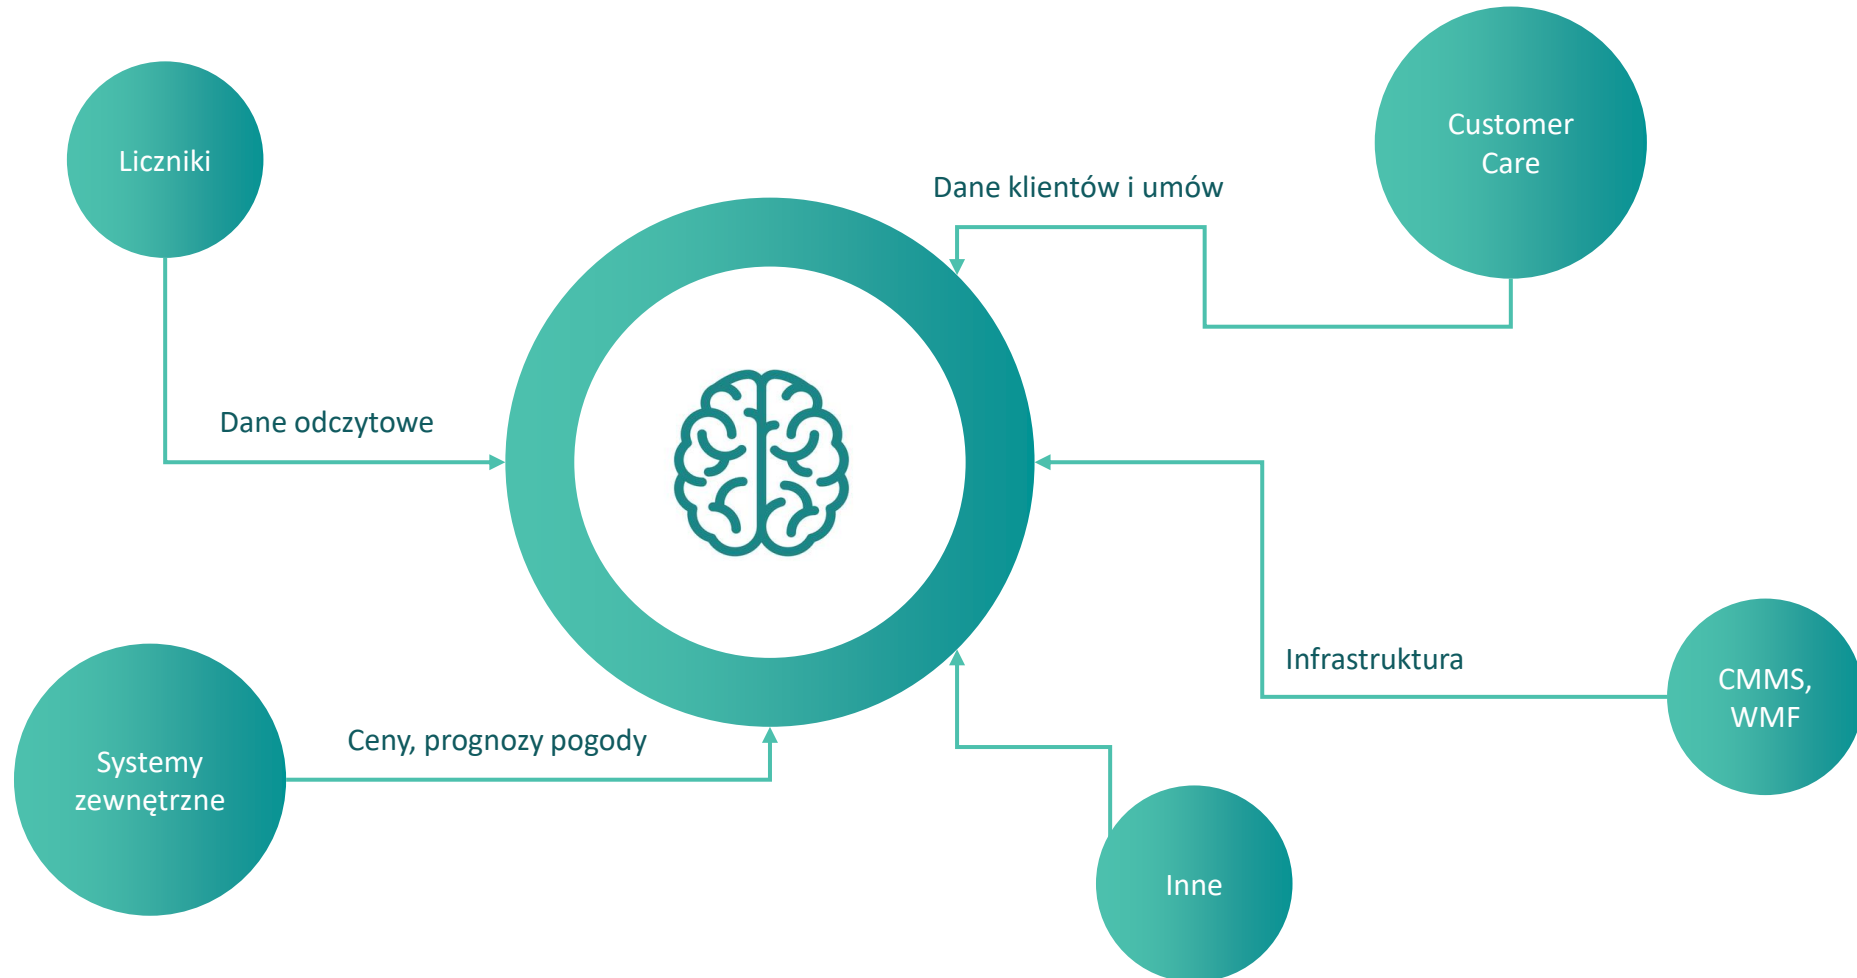 Liczniki
Customer
Care
Dane klientów i umów
Dane odczytowe
Infrastruktura
CMMS,
WMF
Ceny, prognozy pogody
Systemy
zewnętrzne
Inne